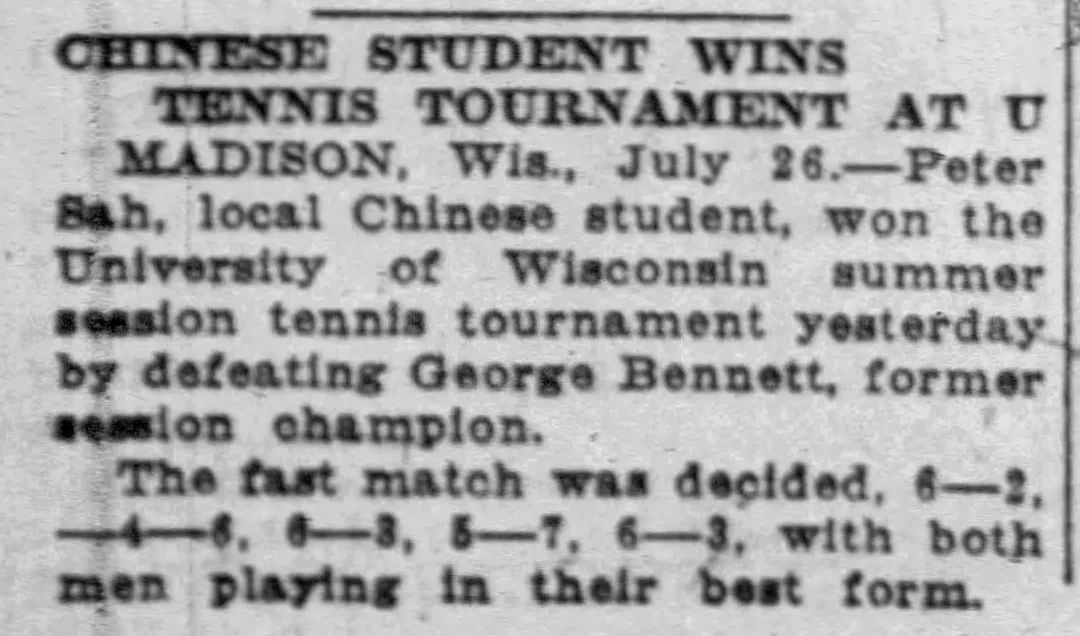 CHINESE STUDENT WINS
TENNIS TOURNAMENT AT U
MADISON, Wis., July 26.—Peter
Sah, local Chinese student, won the
University of Wisconsin summer
session tennis tournament yesterday
by defeating George Bennett, former
session champion.
The fast match was decided, 6—2,
—4—6, 6—3, 5—7, 6—3, with both
men playing in their best form.